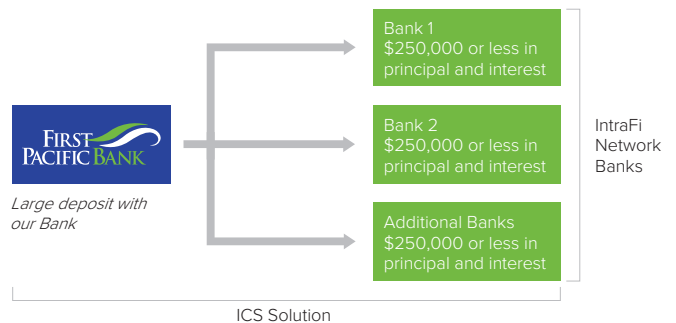 Bank 1
$250,000 or less in
principal and interest
FIRST
PACIFIC BANK
Large deposit with
our Bank
Bank 2
$250,000 or less in
principal and interest
Additional Banks
$250,000 or less in
principal and interest
IntraFi
Network
Banks
ICS Solution